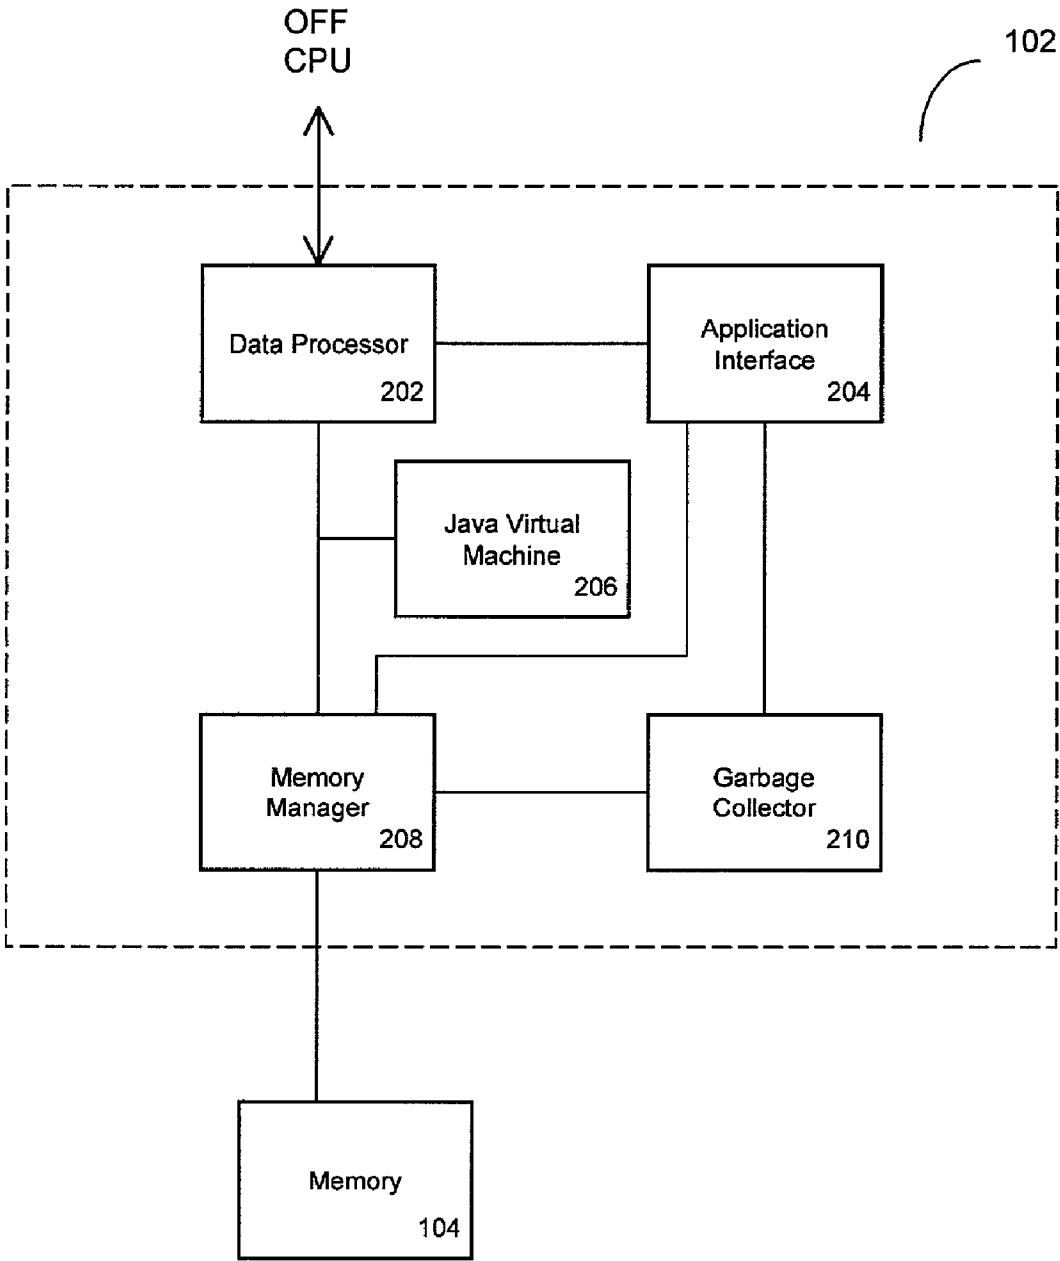 OFF
CPU
102
Data Processor
202
Application
Interface
204
Java Virtual
Machine
206
Memory
Manager
208
Garbage
Collector
210
Memory
104